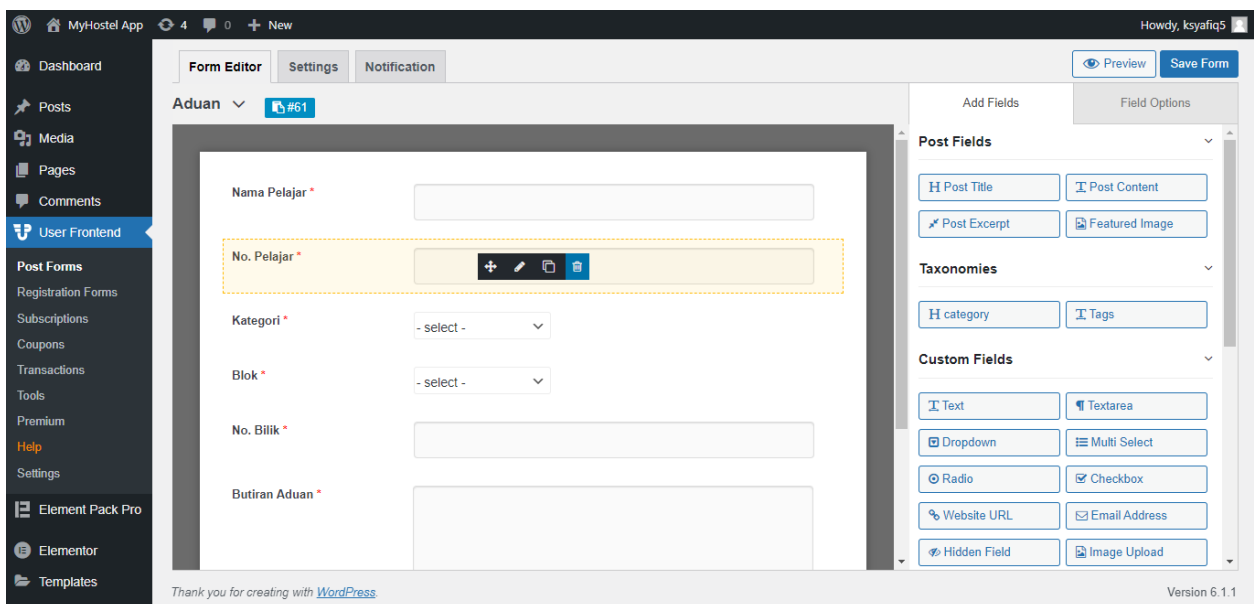 MyHostel App 4 0 New Howdy, ksyafiq5
Dashboard
Posts
Media
Pages
Comments
User Frontend
Post Forms
Registration Forms
Subscriptions
Coupons
Transactions
Tools
Premium
Help
Settings
Element Pack Pro
Elementor
Templates
Form Editor Settings Notification Preview Save Form
Aduan #61
Nama Pelajar *
No. Pelajar *
Kategori * - select -
Blok * - select -
No. Bilik *
Butiran Aduan *
Add Fields Field Options
Post Fields
Post Title Post Content
Post Excerpt Featured Image
Taxonomies
category Tags
Custom Fields
Text Textarea
Dropdown Multi Select
Radio Checkbox
Website URL Email Address
Hidden Field Image Upload
Thank you for creating with WordPress. Version 6.1.1